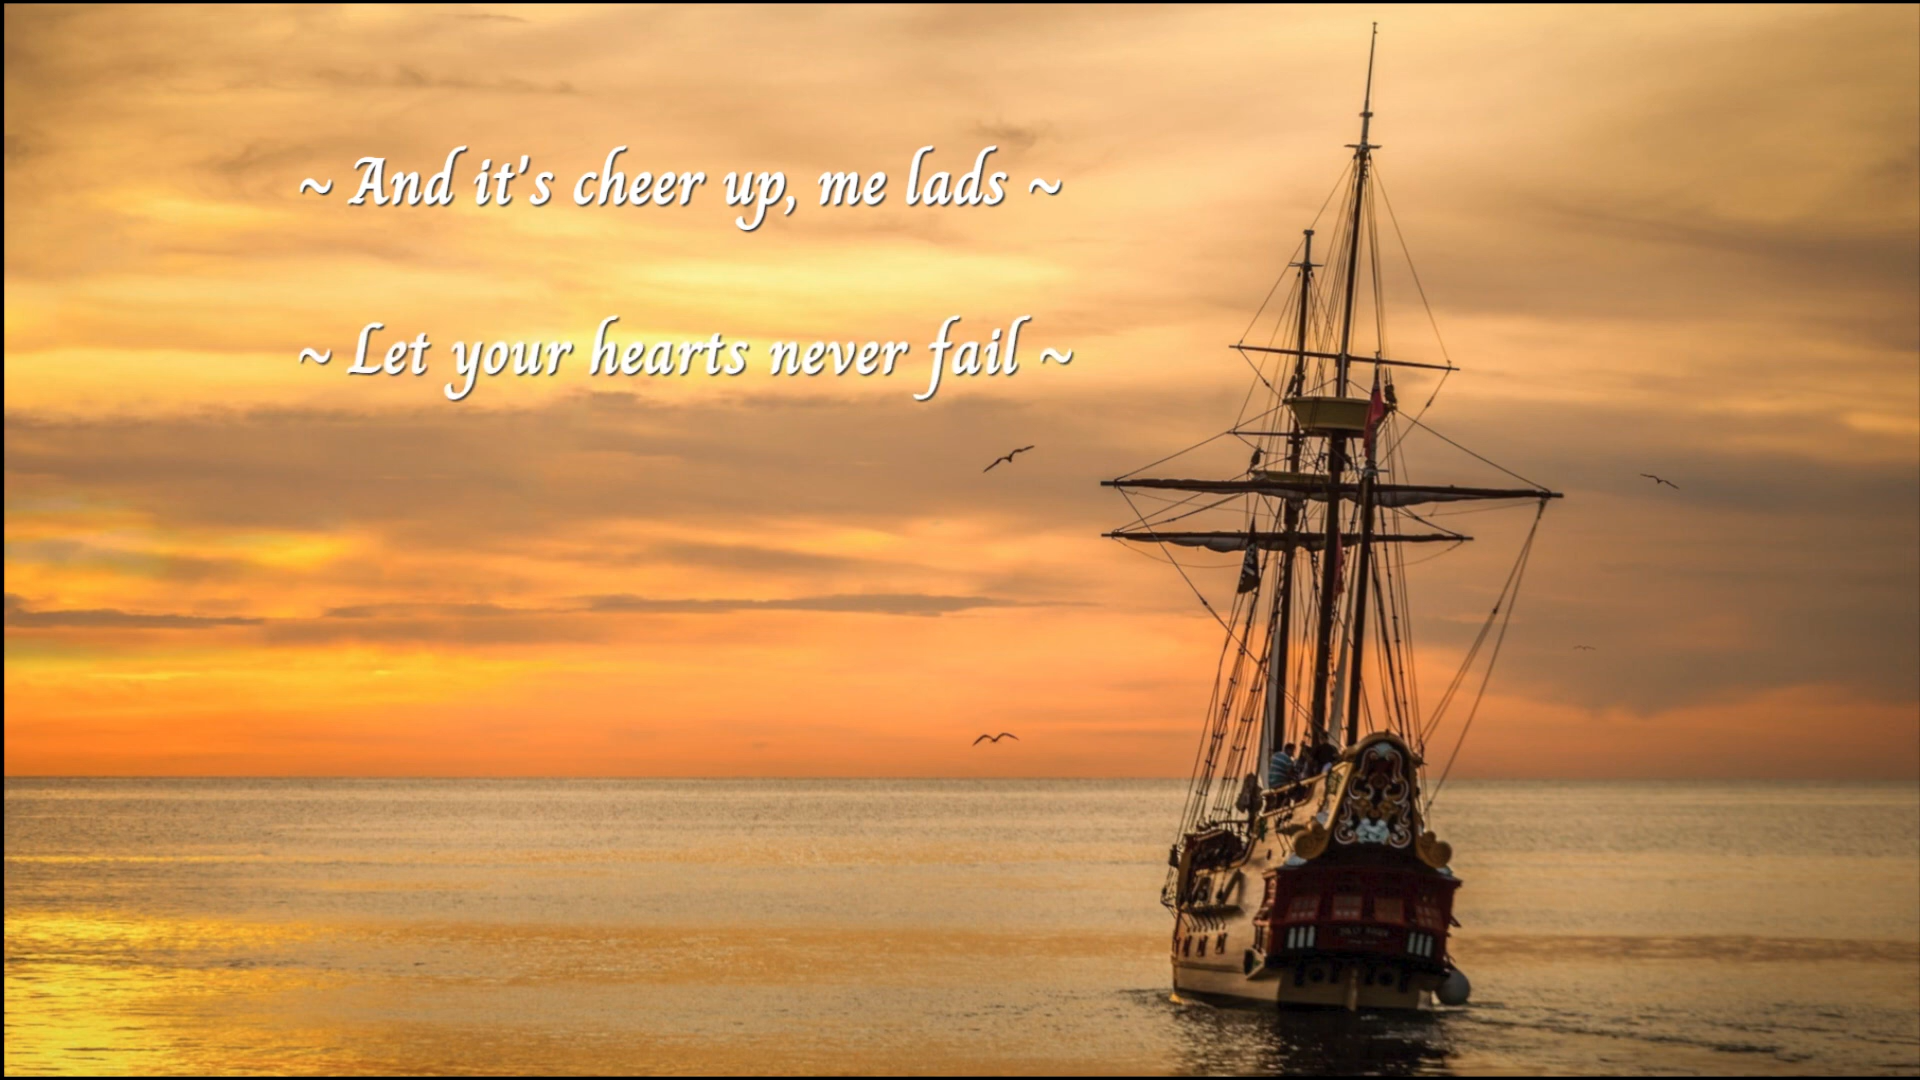 ~ And it's cheer up, me lads ~
~ Let your hearts never fail ~